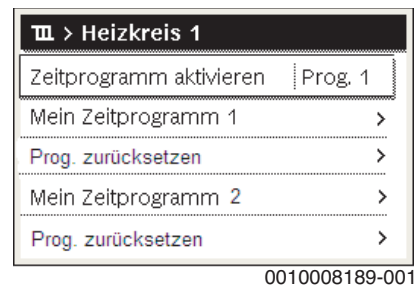 > Heizkreis 1
Zeitprogramm aktivieren Prog. 1
Mein Zeitprogramm 1 >
Prog. zurücksetzen >
Mein Zeitprogramm 2 >
Prog. zurücksetzen >
0010008189-001